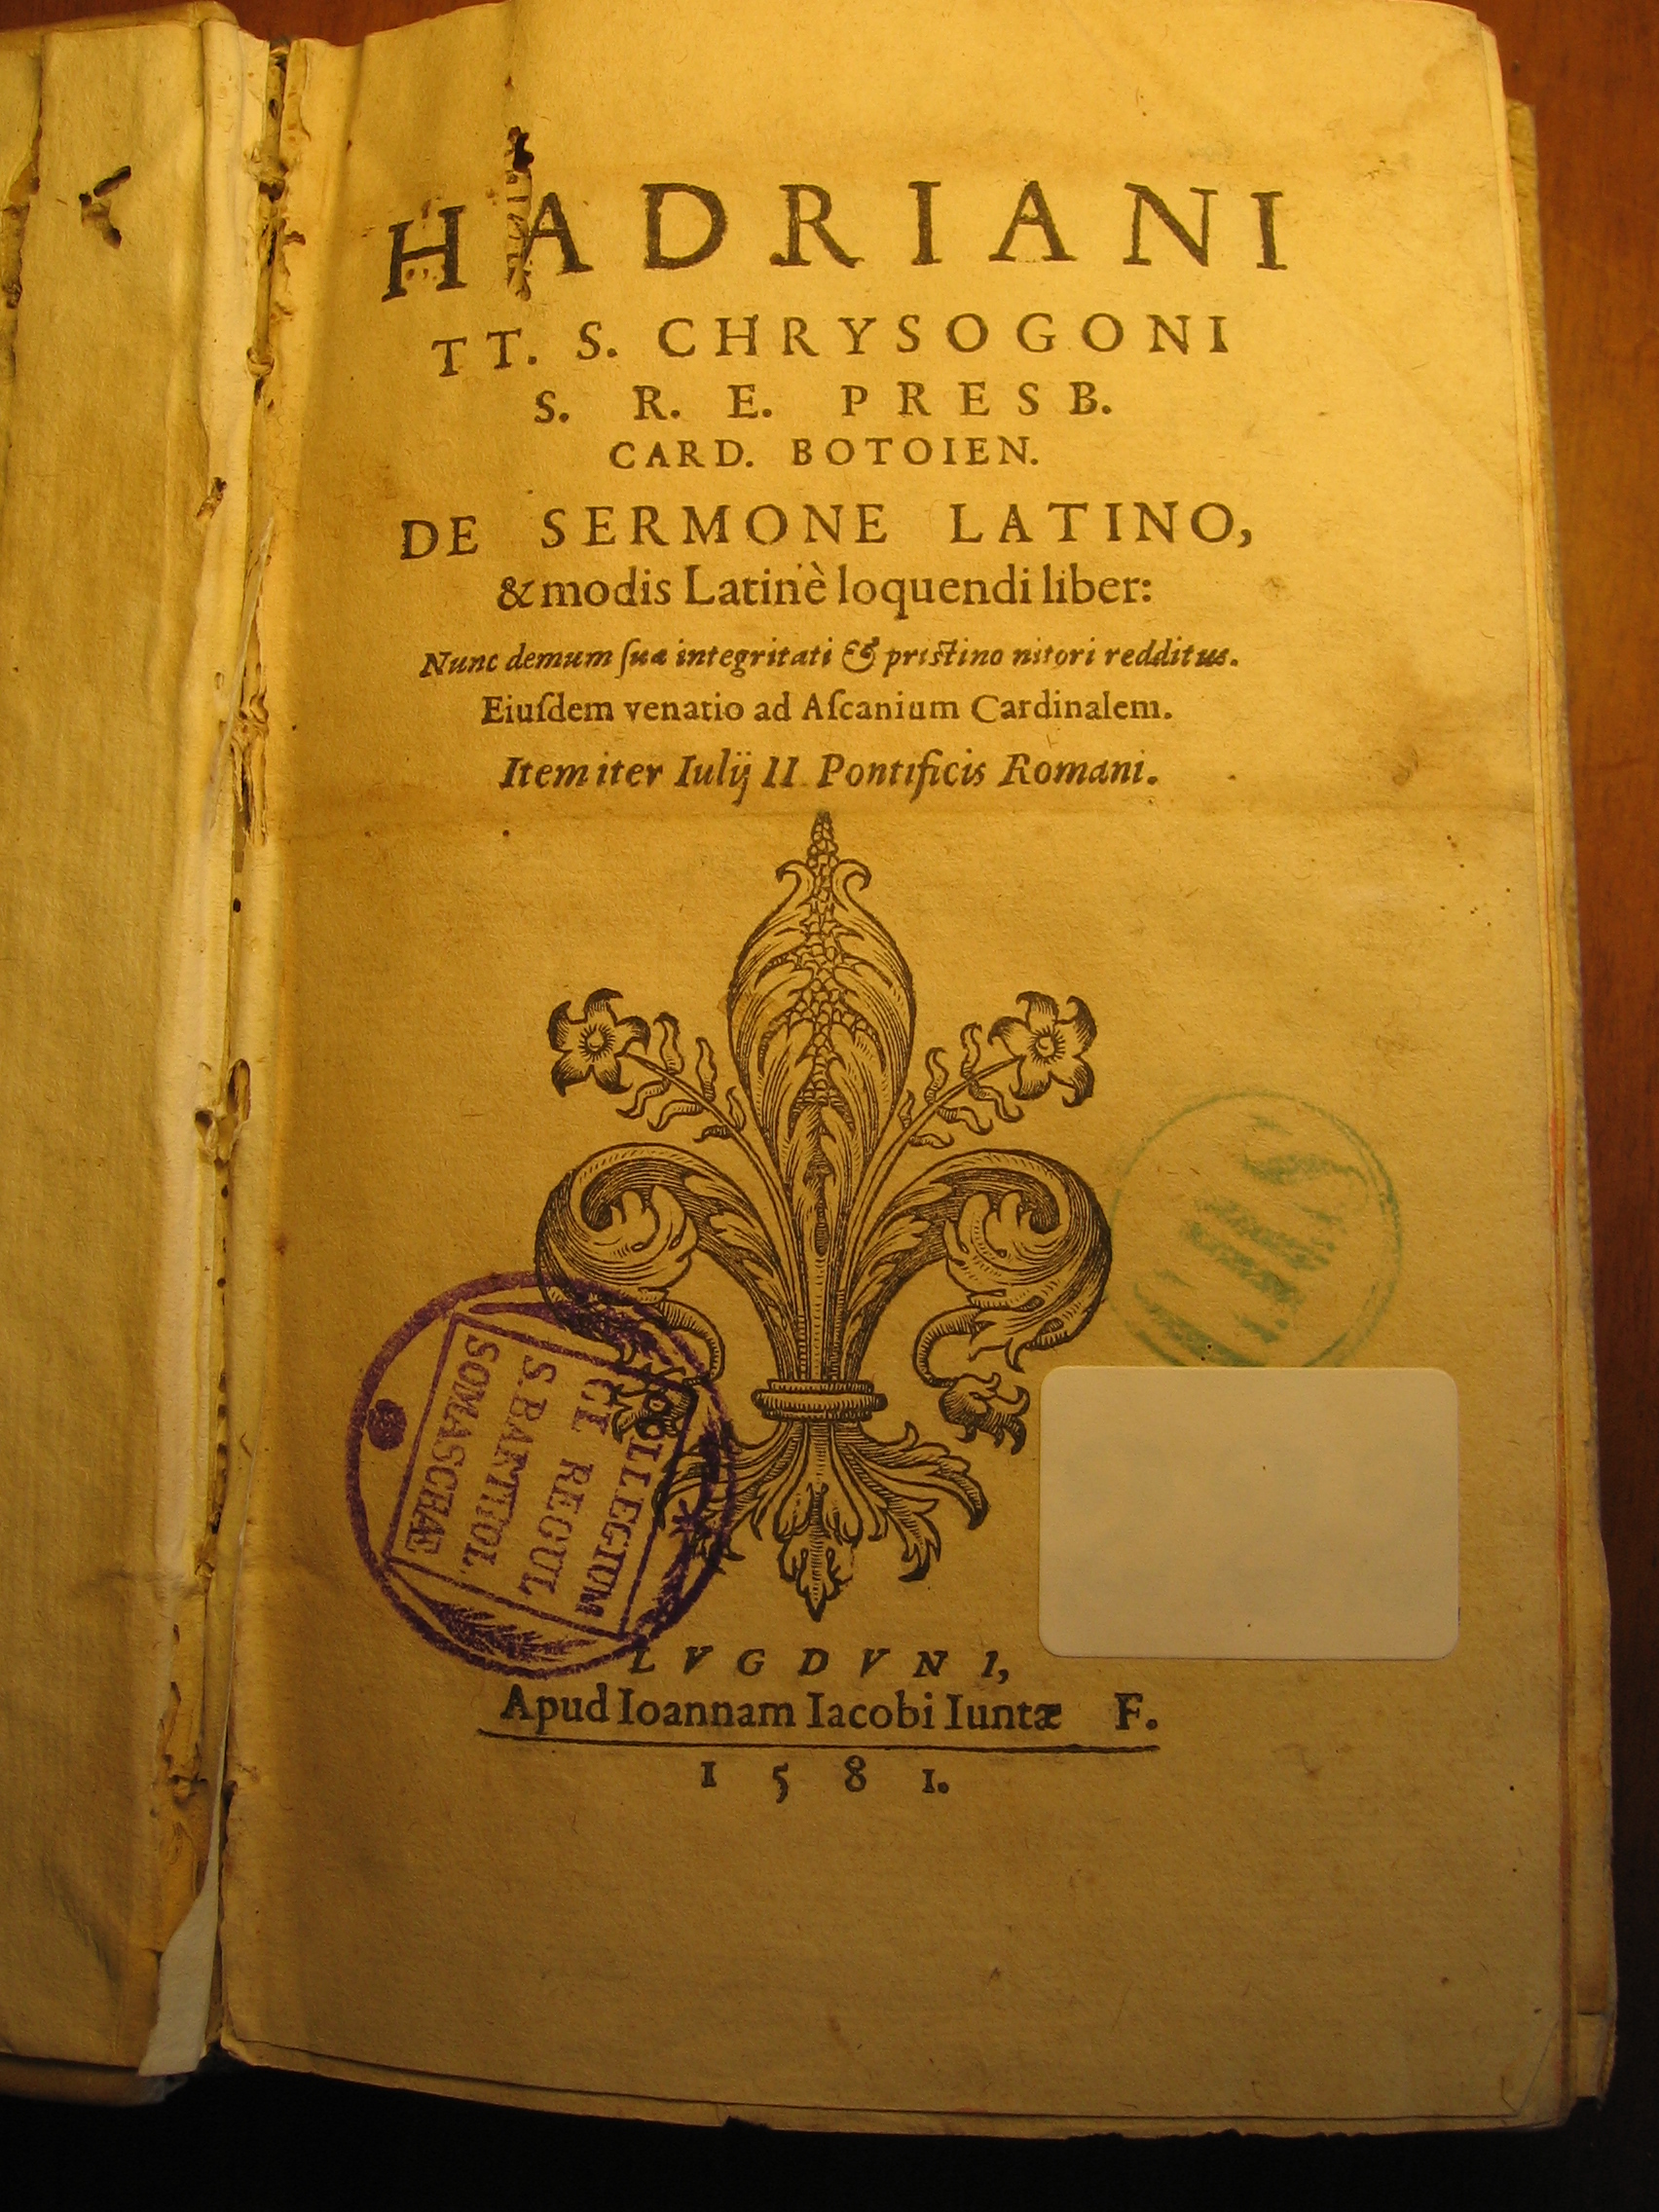 HADRIANI
TT. S. CHRYSOGONI
S. R. E. PRESB.
CARD. BOTOIEN.
DE SERMONE LATINO,
& modis Latinè loquendi liber:
Nunc demum ſuæ integritati & priſtino nitori redditus.
Eiuſdem venatio ad Aſcanium Cardinalem.
Item iter Iulij II Pontificis Romani.
COLLEGIUM
REGUL.
S. BARTHOL.
SOMASCHAE
LVGDVNI,
Apud Ioannam Iacobi Iuntæ F.
1581.